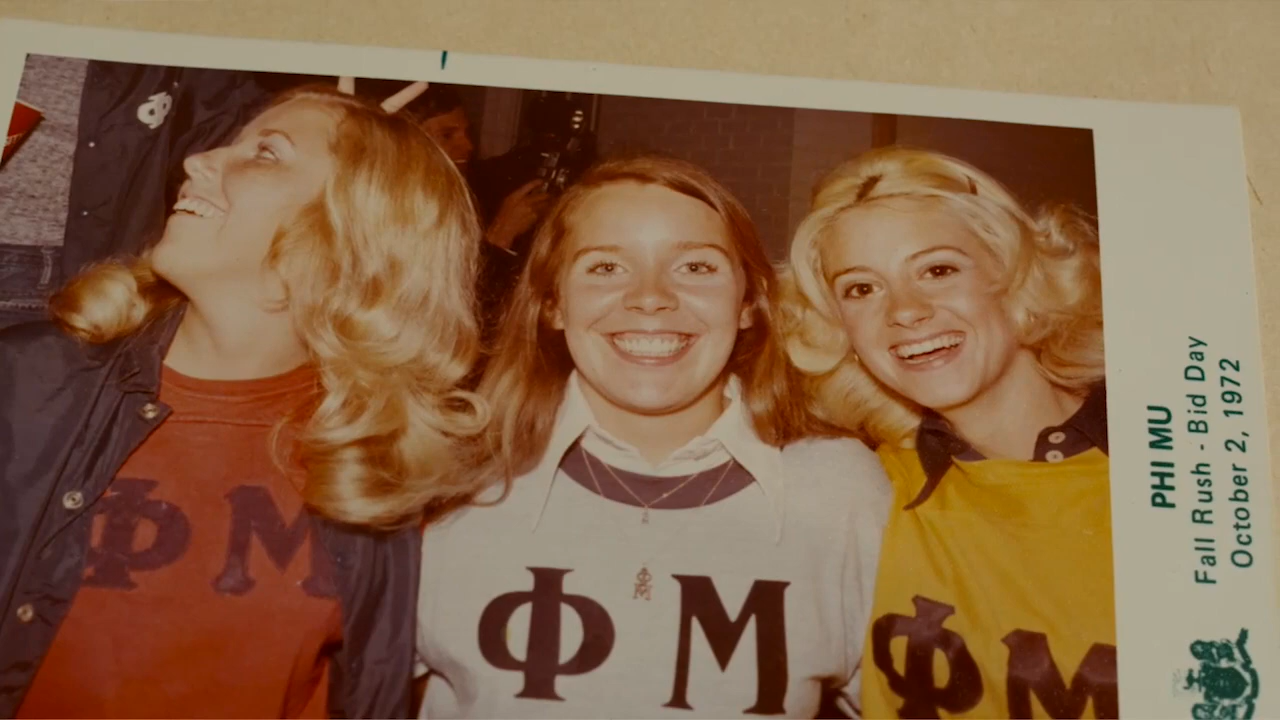 ΦΜ
ΦΜ
ΦΜ
PHI MU
Fall Rush - Bid Day
October 2, 1972